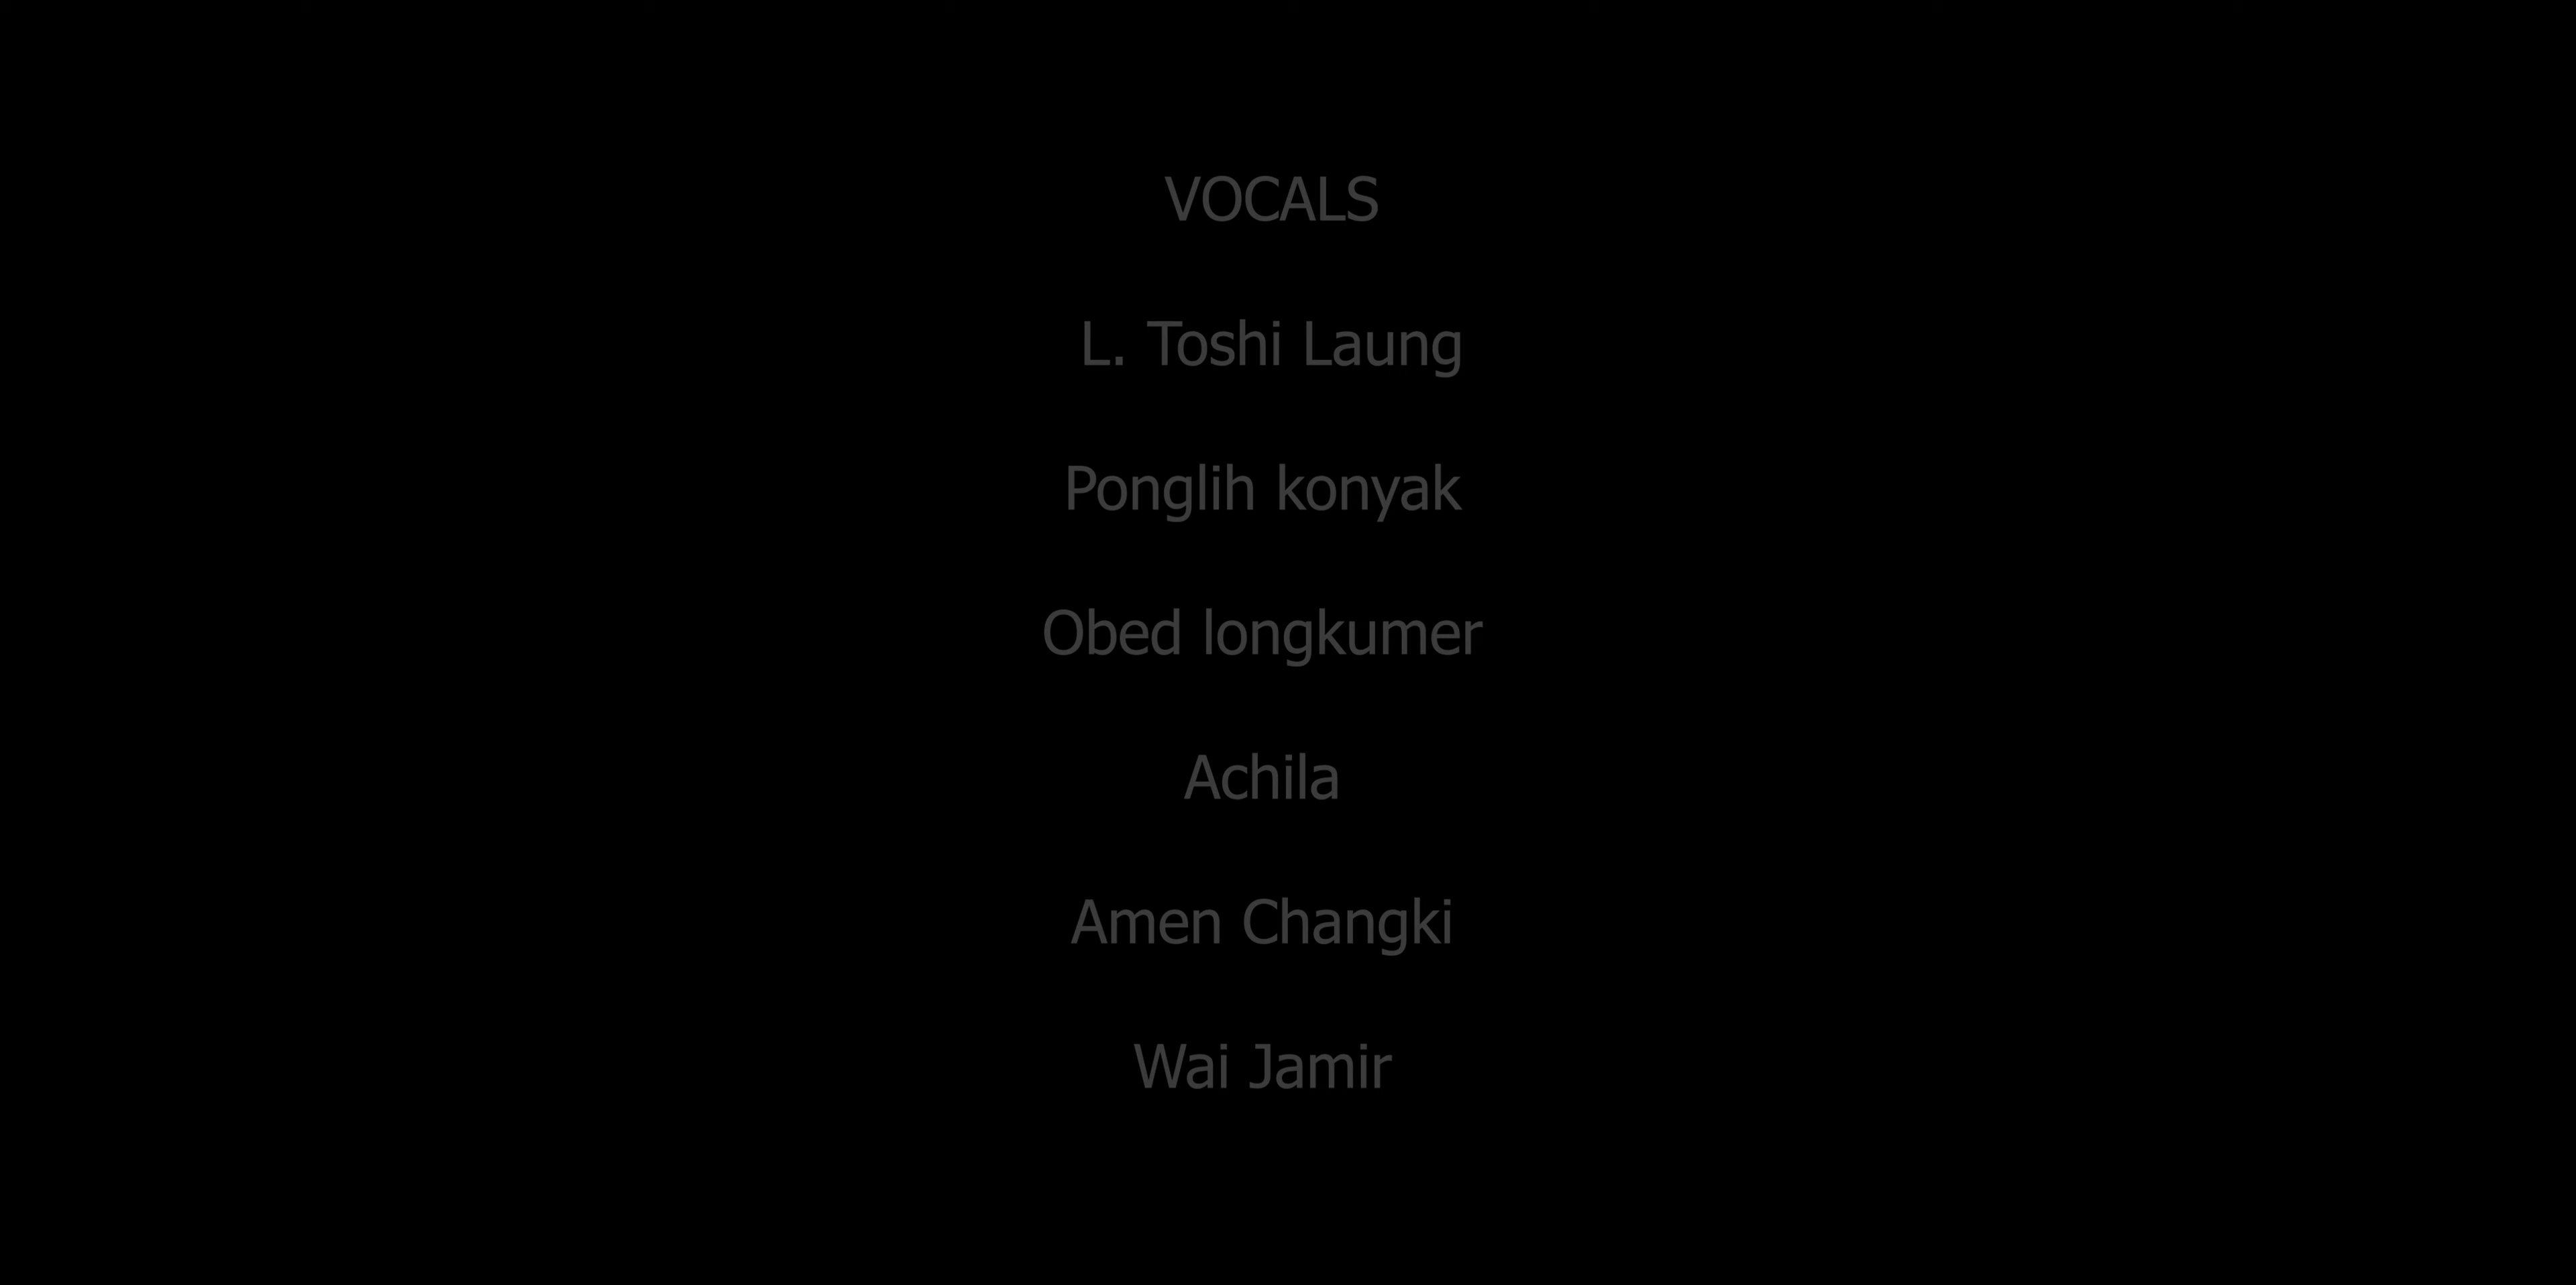 VOCALS
L. Toshi Laung
Ponglih konyak
Obed longkumer
Achila
Amen Changki
Wai Jamir